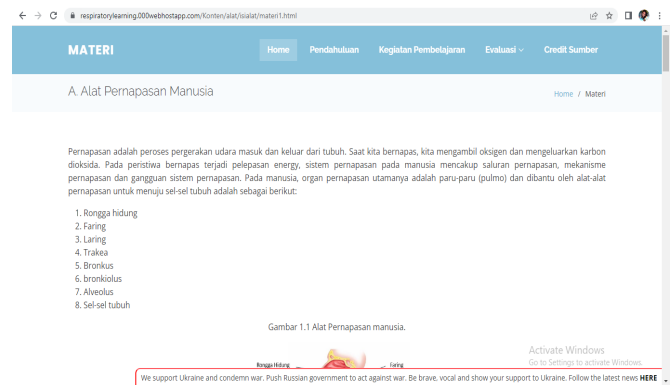 respiratorylearning.000webhostapp.com/Konten/alat/isialat/materi1.html
MATERI
Home Pendahuluan Kegiatan Pembelajaran Evaluasi Credit Sumber
A. Alat Pernapasan Manusia
Home / Materi
Pernapasan adalah peroses pergerakan udara masuk dan keluar dari tubuh. Saat kita bernapas, kita mengambil oksigen dan mengeluarkan karbon
dioksida. Pada peristiwa bernapas terjadi pelepasan energy, sistem pernapasan pada manusia mencakup saluran pernapasan, mekanisme
pernapasan dan gangguan sistem pernapasan. Pada manusia, organ pernapasan utamanya adalah paru-paru (pulmo) dan dibantu oleh alat-alat
pernapasan untuk menuju sel-sel tubuh adalah sebagai berikut:
1. Rongga hidung
2. Faring
3. Laring
4. Trakea
5. Bronkus
6. bronkiolus
7. Alveolus
8. Sel-sel tubuh
Gambar 1.1 Alat Pernapasan manusia.
Rongga Hidung
Faring
Activate Windows
Go to Settings to activate Windows.
We support Ukraine and condemn war. Push Russian government to act against war. Be brave, vocal and show your support to Ukraine. Follow the latest news HERE